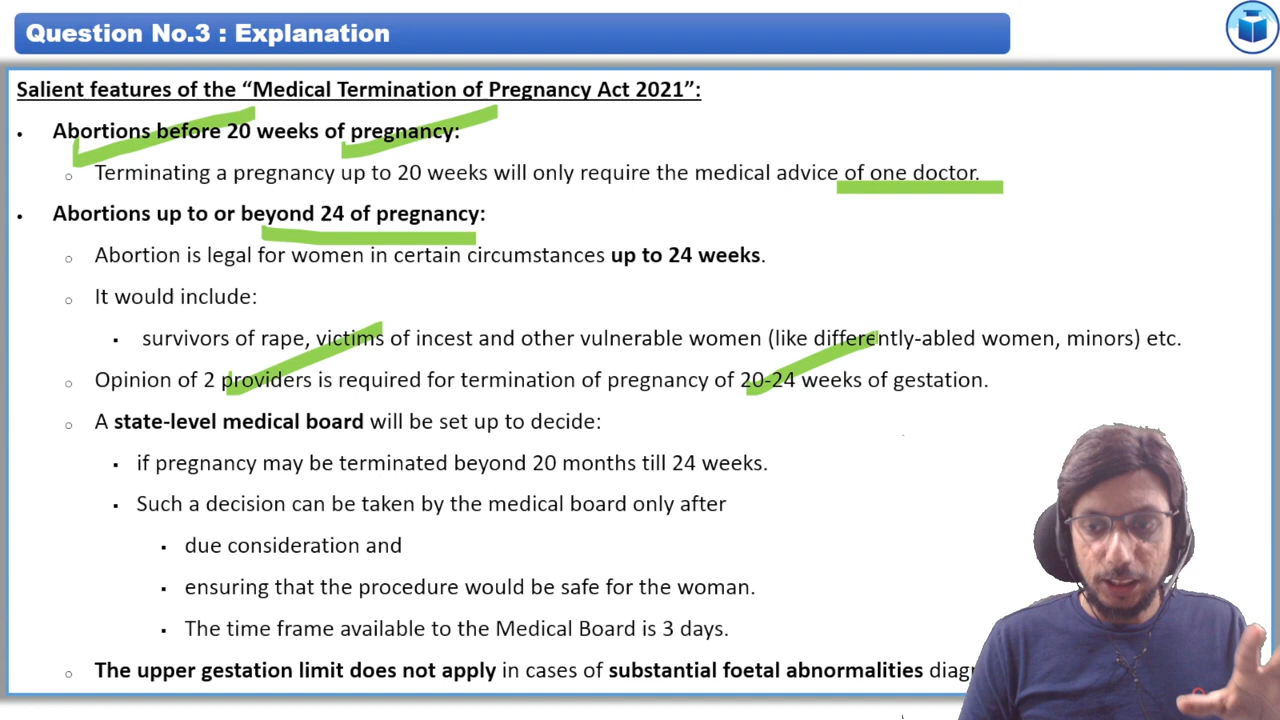 Question No.3 : Explanation
Salient features of the “Medical Termination of Pregnancy Act 2021”:
• Abortions before 20 weeks of pregnancy:
○ Terminating a pregnancy up to 20 weeks will only require the medical advice of one doctor.
• Abortions up to or beyond 24 of pregnancy:
○ Abortion is legal for women in certain circumstances up to 24 weeks.
○ It would include:
▪ survivors of rape, victims of incest and other vulnerable women (like differently-abled women, minors) etc.
○ Opinion of 2 providers is required for termination of pregnancy of 20-24 weeks of gestation.
○ A state-level medical board will be set up to decide:
▪ if pregnancy may be terminated beyond 20 months till 24 weeks.
▪ Such a decision can be taken by the medical board only after
▪ due consideration and
▪ ensuring that the procedure would be safe for the woman.
▪ The time frame available to the Medical Board is 3 days.
○ The upper gestation limit does not apply in cases of substantial foetal abnormalities